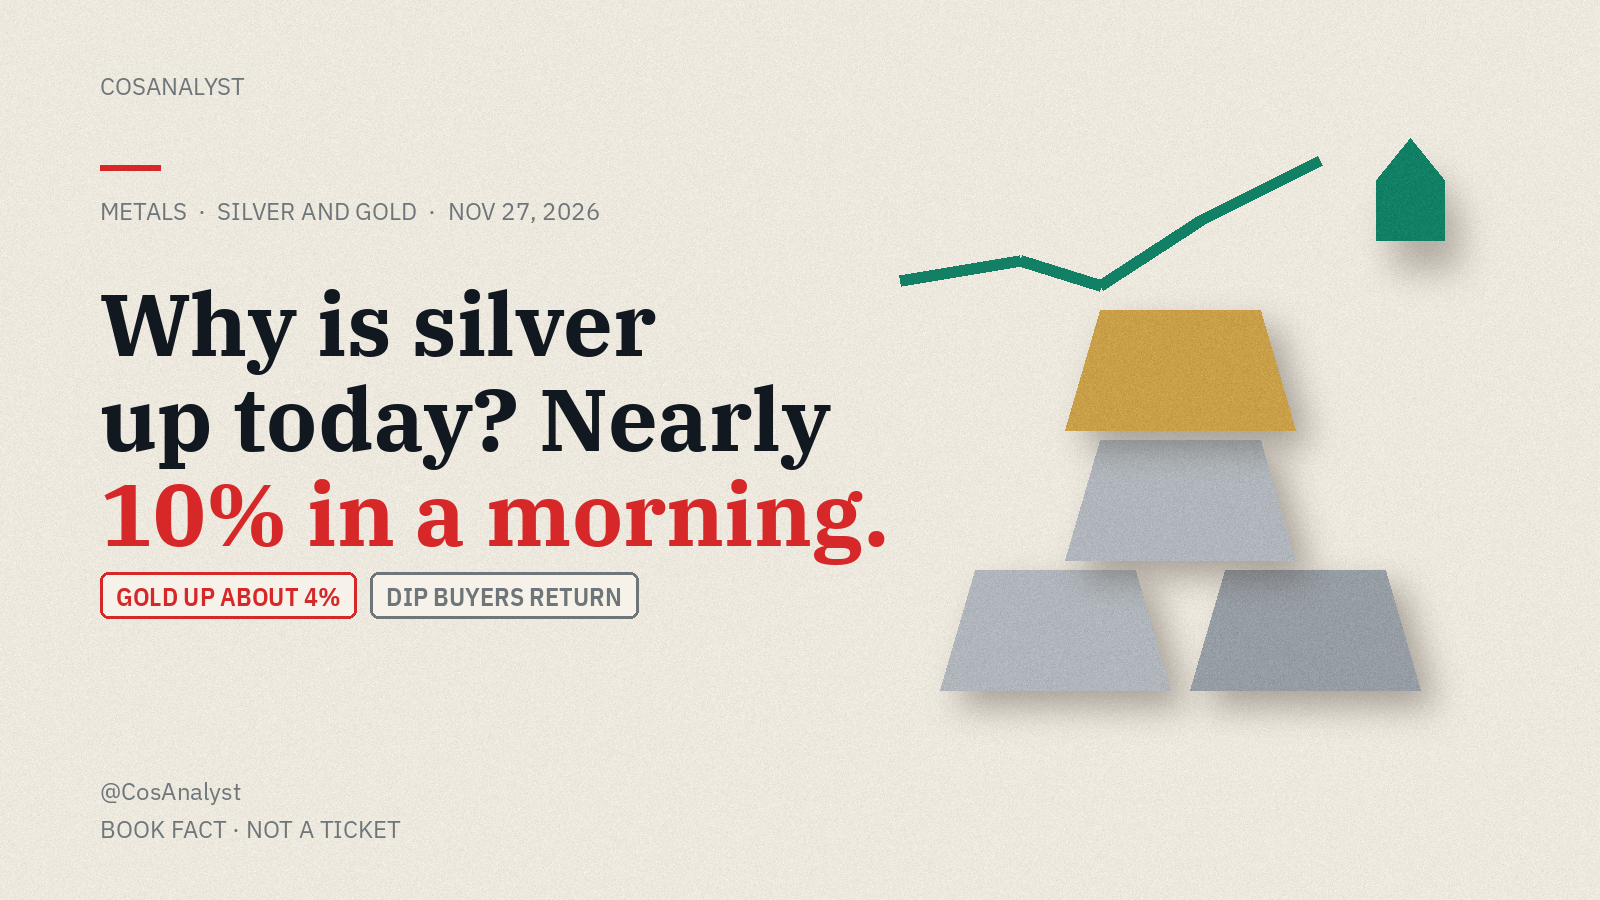 COSANALYST
METALS · SILVER AND GOLD · NOV 27, 2026
Why is silver
up today? Nearly
10% in a morning.
GOLD UP ABOUT 4% DIP BUYERS RETURN
@CosAnalyst
BOOK FACT · NOT A TICKET